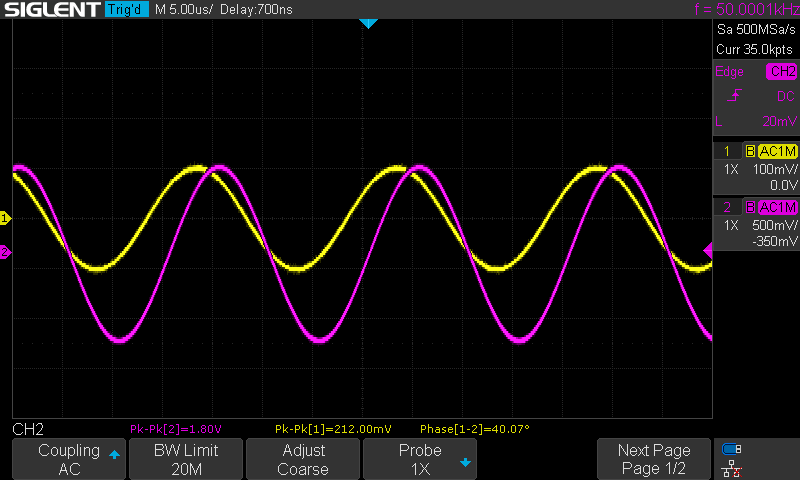 SIGLENT Trig'd M 5.00us/ Delay:700ns f = 50.0001kHz
Sa 500MSa/s
Curr 35.0kpts
Edge CH2
DC
L 20mV
1 B AC1M
1X 100mV/
0.0V
2 B AC1M
1X 500mV/
-350mV
1
2
CH2 Pk-Pk[2]=1.80V Pk-Pk[1]=212.00mV Phase[1-2]=40.07°
Coupling
AC
BW Limit
20M
Adjust
Coarse
Probe
1X
Next Page
Page 1/2